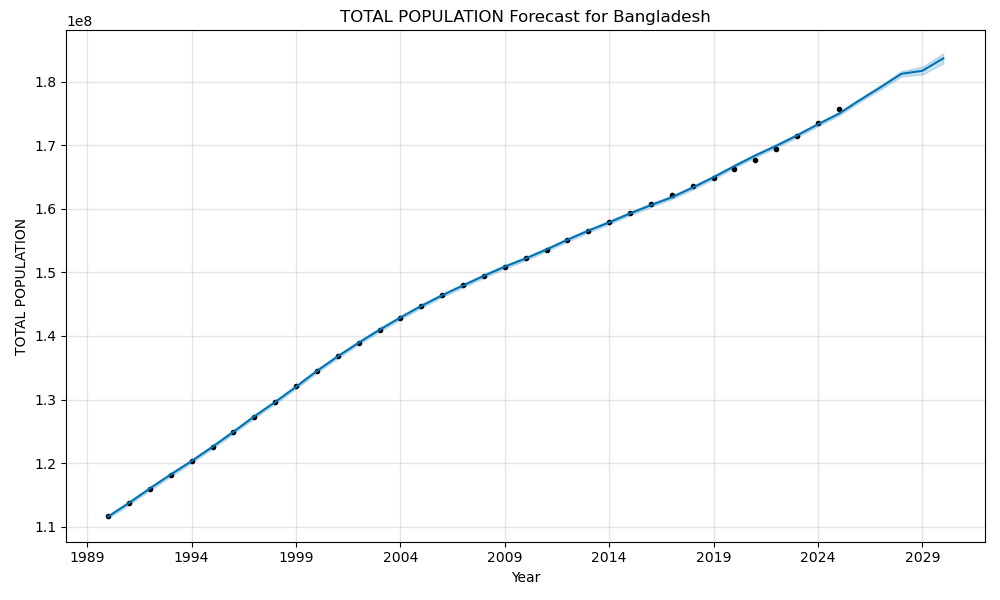 TOTAL POPULATION Forecast for Bangladesh
1e8
1.8
1.7
1.6
1.5
1.4
1.3
1.2
1.1
TOTAL POPULATION
1989 1994 1999 2004 2009 2014 2019 2024 2029
Year